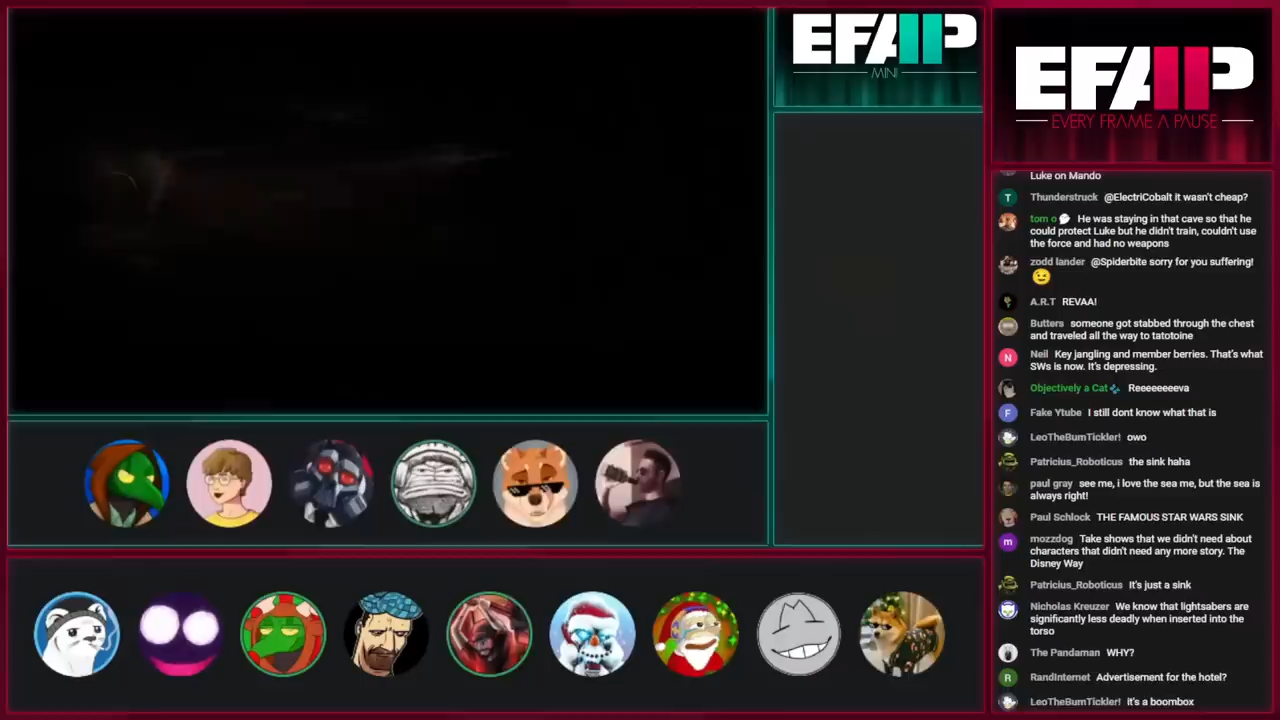 EFAP
MINI
EFAP
EVERY FRAME A PAUSE
Luke on Mando
T
Thunderstruck @ElectriCobalt it wasn't cheap?
tom o He was staying in that cave so that he
could protect Luke but he didn't train, couldn't use
the force and had no weapons
zodd lander @Spiderbite sorry for you suffering!
A.R.T REVAA!
Butters someone got stabbed through the chest
and traveled all the way to tatotoine
N
Neil Key jangling and member berries. That's what
SWs is now. It's depressing.
Objectively a Cat Reeeeeeeeva
F
Fake Ytube I still dont know what that is
LeoTheBumTickler! owo
Patricius_Roboticus the sink haha
paul gray see me, i love the sea me, but the sea is
always right!
Paul Schlock THE FAMOUS STAR WARS SINK
m
mozzdog Take shows that we didn't need about
characters that didn't need any more story. The
Disney Way
Patricius_Roboticus It's just a sink
Nicholas Kreuzer We know that lightsabers are
significantly less deadly when inserted into the
torso
The Pandaman WHY?
R
RandInternet Advertisement for the hotel?
LeoTheBumTickler! it's a boombox